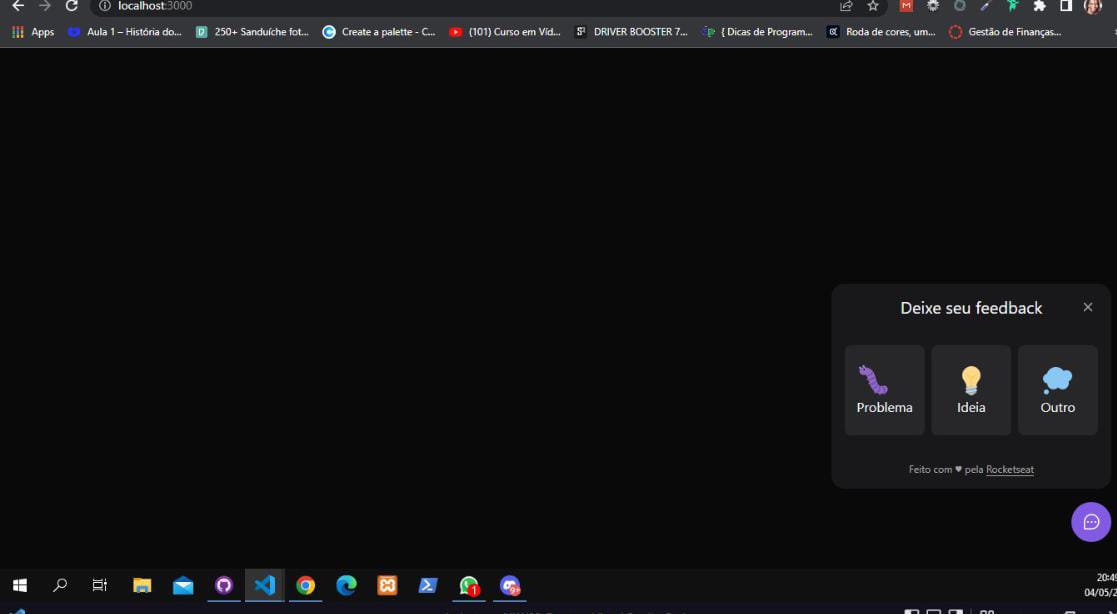 localhost:3000
Apps
Aula 1 – História do...
250+ Sanduíche fot...
Create a palette - C...
(101) Curso em Víd...
DRIVER BOOSTER 7...
{ Dicas de Program...
Roda de cores, um...
Gestão de Finanças...
Deixe seu feedback
Problema
Ideia
Outro
Feito com ♥ pela Rocketseat
1
9+
20:49
04/05/2